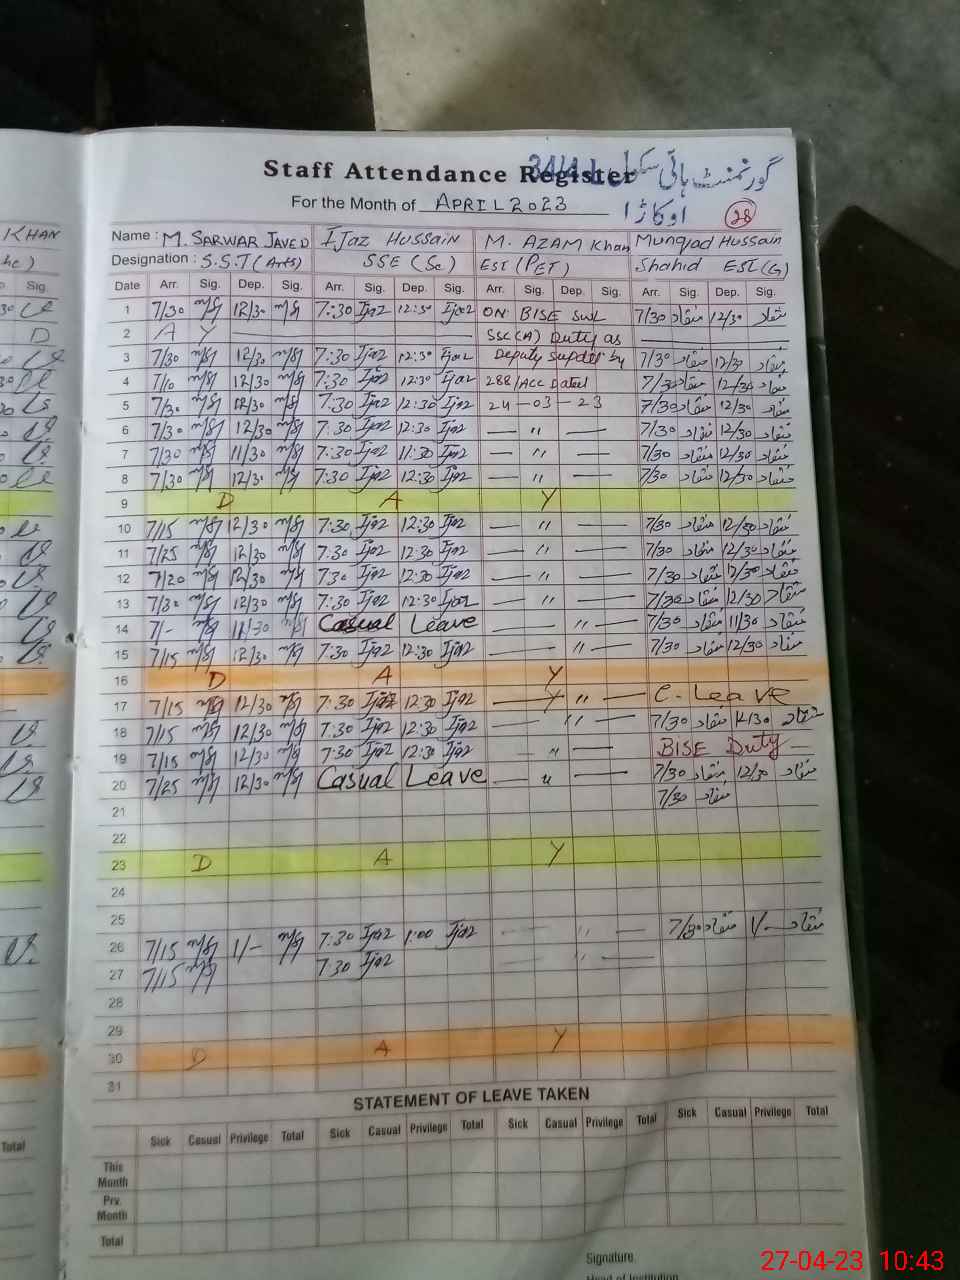 Staff Attendance Register
گورنمنٹ ہائی سکول 34/4.L
For the Month of APRIL 2023
اوکاڑا
28
KHAN
Name : M. SARWAR JAVED Ijaz Hussain M. AZAM Khan Munqad Hussain
Designation : S.S.T (Arts) SSE (Sc) EST (PET) Shahid EST(G)
Date Arr. Sig. Dep. Sig. Arr. Sig. Dep. Sig. Arr. Sig. Dep. Sig. Arr. Sig. Dep. Sig.
1 7/30 12/30 7:30 Ijaz 12:30 Ijaz ON BISE SWL 7/30 منقاد 12/30 منقاد
2 A Y SSC(A) Duty as
3 7/30 12/30 7:30 Ijaz 12:30 Ijaz Deputy Supdet by 7/30 منقاد 12/30 منقاد
4 7/10 12/30 7:30 Ijaz 12:30 Ijaz 288/Acc Dated 7/30 منقاد 12/30 منقاد
5 7/30 12/30 7:30 Ijaz 12:30 Ijaz 24-03-23 7/30 منقاد 12/30 منقاد
6 7/30 12/30 7:30 Ijaz 12:30 Ijaz — " — 7/30 منقاد 12/30 منقاد
7 7/30 11/30 7:30 Ijaz 11:30 Ijaz — " — 7/30 منقاد 12/30 منقاد
8 7/30 12/30 7:30 Ijaz 12:30 Ijaz — " — 7/30 منقاد 12/30 منقاد
9 D A Y
10 7/15 12/30 7:30 Ijaz 12:30 Ijaz — " — 7/30 منقاد 12/30 منقاد
11 7/25 12/30 7:30 Ijaz 12:30 Ijaz — " — 7/30 منقاد 12/30 منقاد
12 7/20 12/30 7:30 Ijaz 12:30 Ijaz — " — 7/30 منقاد 12/30 منقاد
13 7/30 12/30 7:30 Ijaz 12:30 Ijaz — " — 7/30 منقاد 12/30 منقاد
14 7/- 11/30 Casual Leave — " — 7/30 منقاد 11/30 منقاد
15 7/15 12/30 7:30 Ijaz 12:30 Ijaz — " — 7/30 منقاد 12/30 منقاد
16 D A Y
17 7/15 12/30 7:30 Ijaz 12:30 Ijaz — " — C- Leave
18 7/15 12/30 7:30 Ijaz 12:30 Ijaz — " — 7/30 منقاد 12/30 منقاد
19 7/15 12/30 7:30 Ijaz 12:30 Ijaz — " — BISE Duty —
20 7/25 12/30 Casual Leave — " — 7/30 منقاد 12/30 منقاد
21 7/30 منقاد
22
23 D A Y
24
25
26 7/15 1/- 7:30 Ijaz 1:00 Ijaz — " — 7/30 منقاد 1/- منقاد
27 7/15 7:30 Ijaz — " —
28
29
30 D A Y
31
STATEMENT OF LEAVE TAKEN
Sick Casual Privilege Total Sick Casual Privilege Total Sick Casual Privilege Total Sick Casual Privilege Total
Total
This Month
Prv. Month
Total
Signature
Head of Institution
27-04-23 10:43